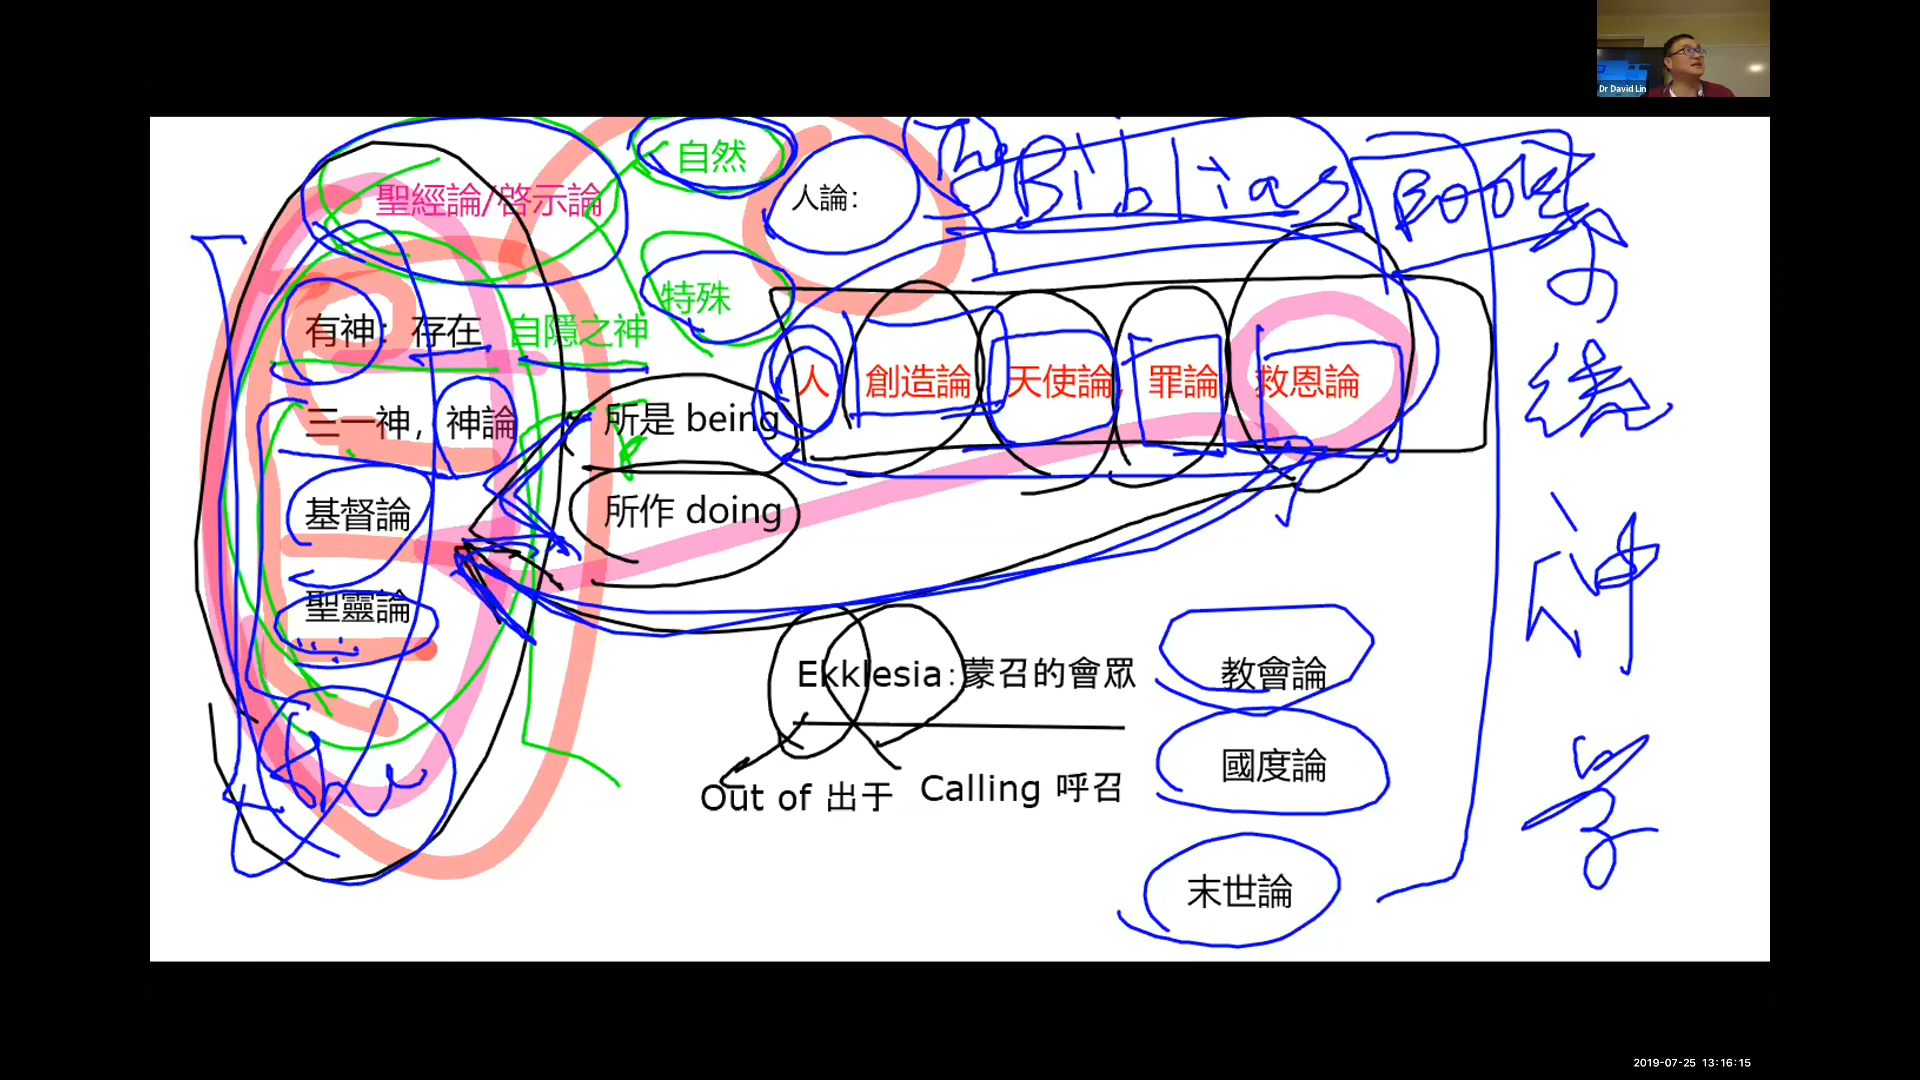 Dr David Lin
自然
The Biblias Books
聖經論/啓示論
人論：
特殊
有神：存在 自隱之神
人 創造論 天使論，罪論 救恩論
三一神，神論 所是 being
基督論 所作 doing
聖靈論
Ekklesia：蒙召的會眾 教會論
Out of 出于 Calling 呼召 國度論
末世論
系统神学
2019-07-25 13:16:15